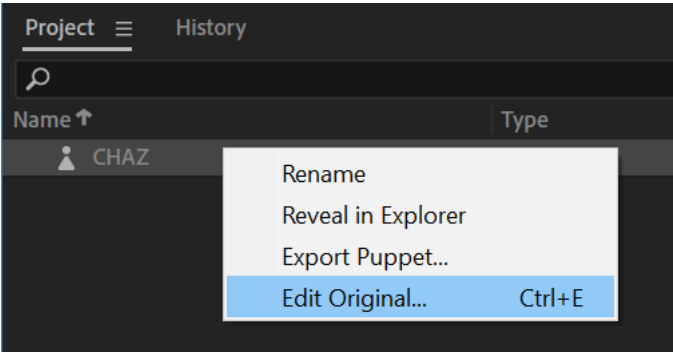 Project History
Name Type
CHAZ
Rename
Reveal in Explorer
Export Puppet...
Edit Original... Ctrl+E